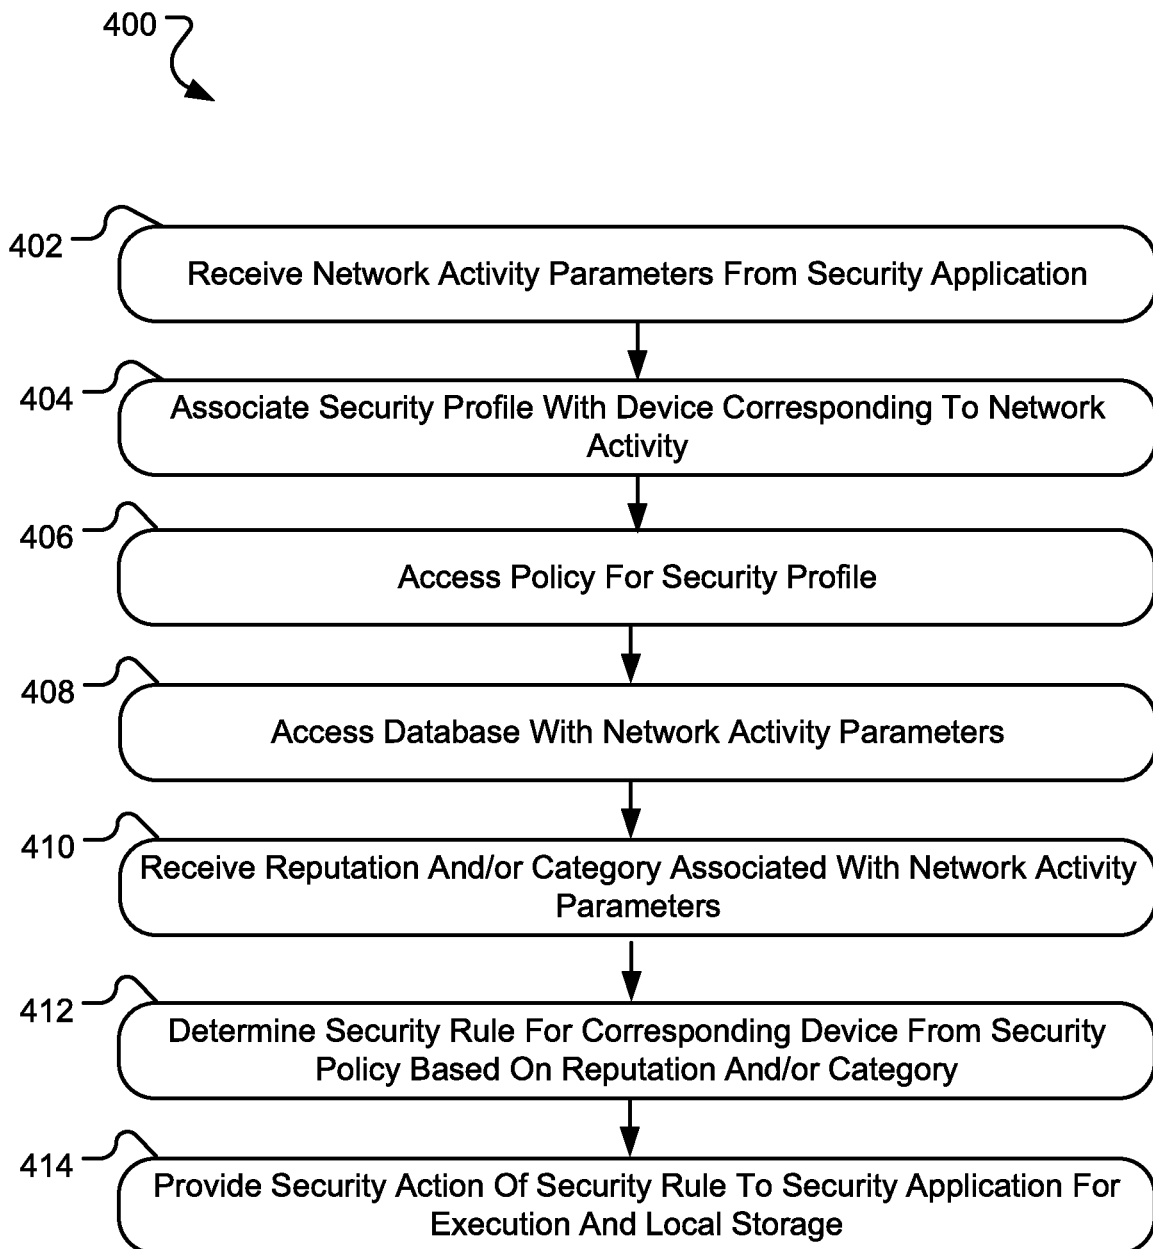 400
402
Receive Network Activity Parameters From Security Application
404
Associate Security Profile With Device Corresponding To Network
Activity
406
Access Policy For Security Profile
408
Access Database With Network Activity Parameters
410
Receive Reputation And/or Category Associated With Network Activity
Parameters
412
Determine Security Rule For Corresponding Device From Security
Policy Based On Reputation And/or Category
414
Provide Security Action Of Security Rule To Security Application For
Execution And Local Storage